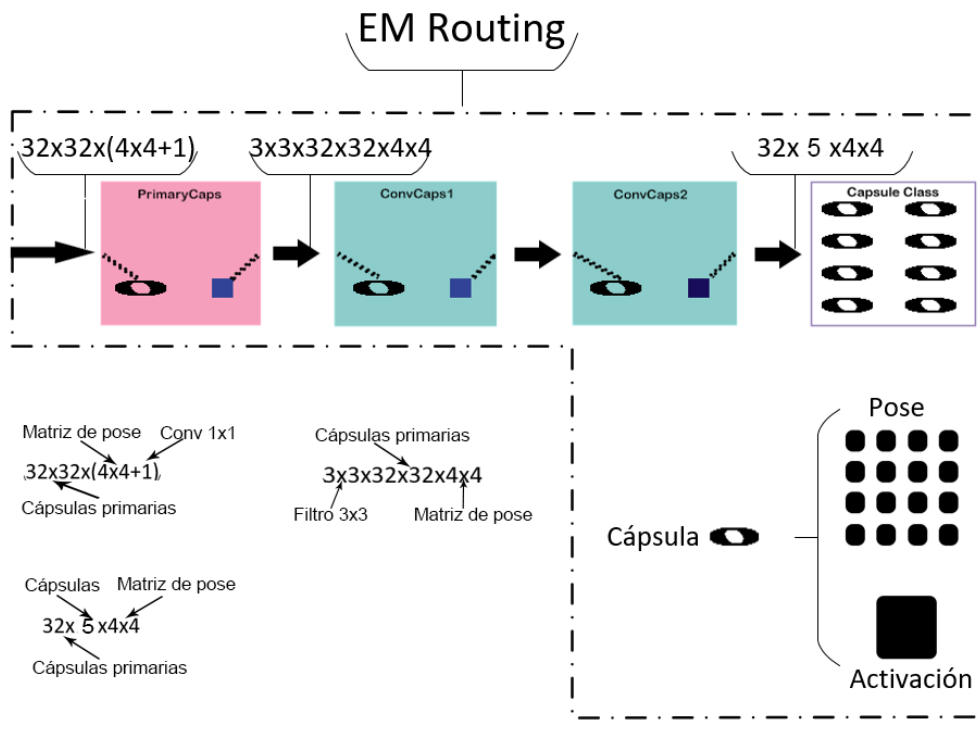 EM Routing
32x32x(4x4+1)
3x3x32x32x4x4
32x 5 x4x4
PrimaryCaps
ConvCaps1
ConvCaps2
Capsule Class
Matriz de pose
Conv 1x1
32x32x(4x4+1)
Cápsulas primarias
Cápsulas primarias
3x3x32x32x4x4
Filtro 3x3
Matriz de pose
Cápsulas
Matriz de pose
32x 5 x4x4
Cápsulas primarias
Pose
Cápsula
Activación